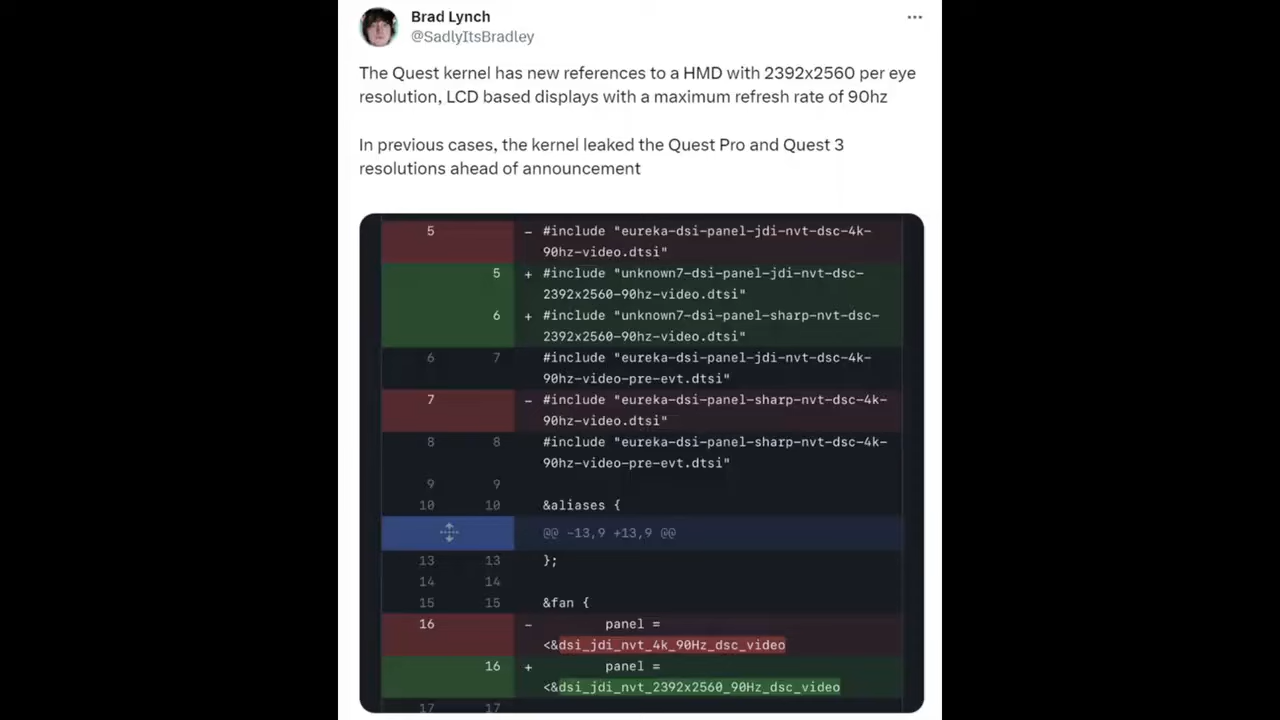 Brad Lynch
@SadlyItsBradley
The Quest kernel has new references to a HMD with 2392x2560 per eye
resolution, LCD based displays with a maximum refresh rate of 90hz
In previous cases, the kernel leaked the Quest Pro and Quest 3
resolutions ahead of announcement
5 - #include "eureka-dsi-panel-jdi-nvt-dsc-4k-
90hz-video.dtsi"
5 + #include "unknown7-dsi-panel-jdi-nvt-dsc-
2392x2560-90hz-video.dtsi"
6 + #include "unknown7-dsi-panel-sharp-nvt-dsc-
2392x2560-90hz-video.dtsi"
6 7 #include "eureka-dsi-panel-jdi-nvt-dsc-4k-
90hz-video-pre-evt.dtsi"
7 - #include "eureka-dsi-panel-sharp-nvt-dsc-4k-
90hz-video.dtsi"
8 8 #include "eureka-dsi-panel-sharp-nvt-dsc-4k-
90hz-video-pre-evt.dtsi"
9 9
10 10 &aliases {
@@ -13,9 +13,9 @@
13 13 };
14 14
15 15 &fan {
16 - panel =
<&dsi_jdi_nvt_4k_90Hz_dsc_video
16 + panel =
<&dsi_jdi_nvt_2392x2560_90Hz_dsc_video
17 17